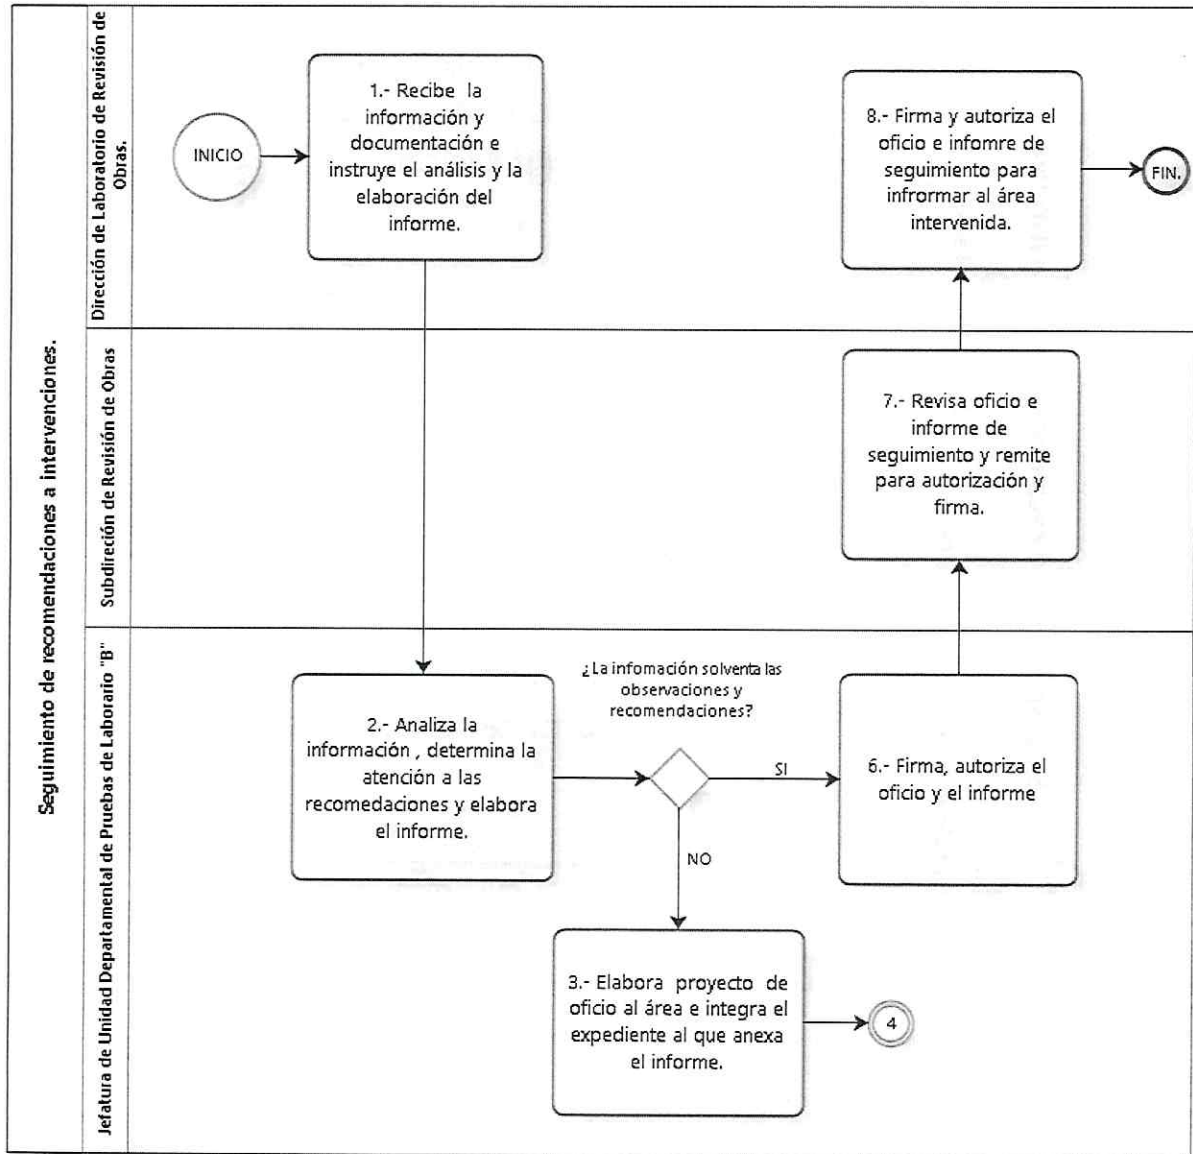 Seguimiento de recomendaciones a intervenciones.
Dirección de Laboratorio de Revisión de
Obras.
INICIO
1.- Recibe la
información y
documentación e
instruye el análisis y la
elaboración del
informe.
8.- Firma y autoriza el
oficio e infomre de
seguimiento para
infrormar al área
intervenida.
FIN.
Subdireción de Revisión de Obras
7.- Revisa oficio e
informe de
seguimiento y remite
para autorización y
firma.
Jefatura de Unidad Departamental de Pruebas de Laborario "B"
2.- Analiza la
información , determina la
atención a las
recomedaciones y elabora
el informe.
¿La infomación solventa las
observaciones y
recomendaciones?
SI
NO
6.- Firma, autoriza el
oficio y el informe
3.- Elabora proyecto de
oficio al área e integra el
expediente al que anexa
el informe.
4